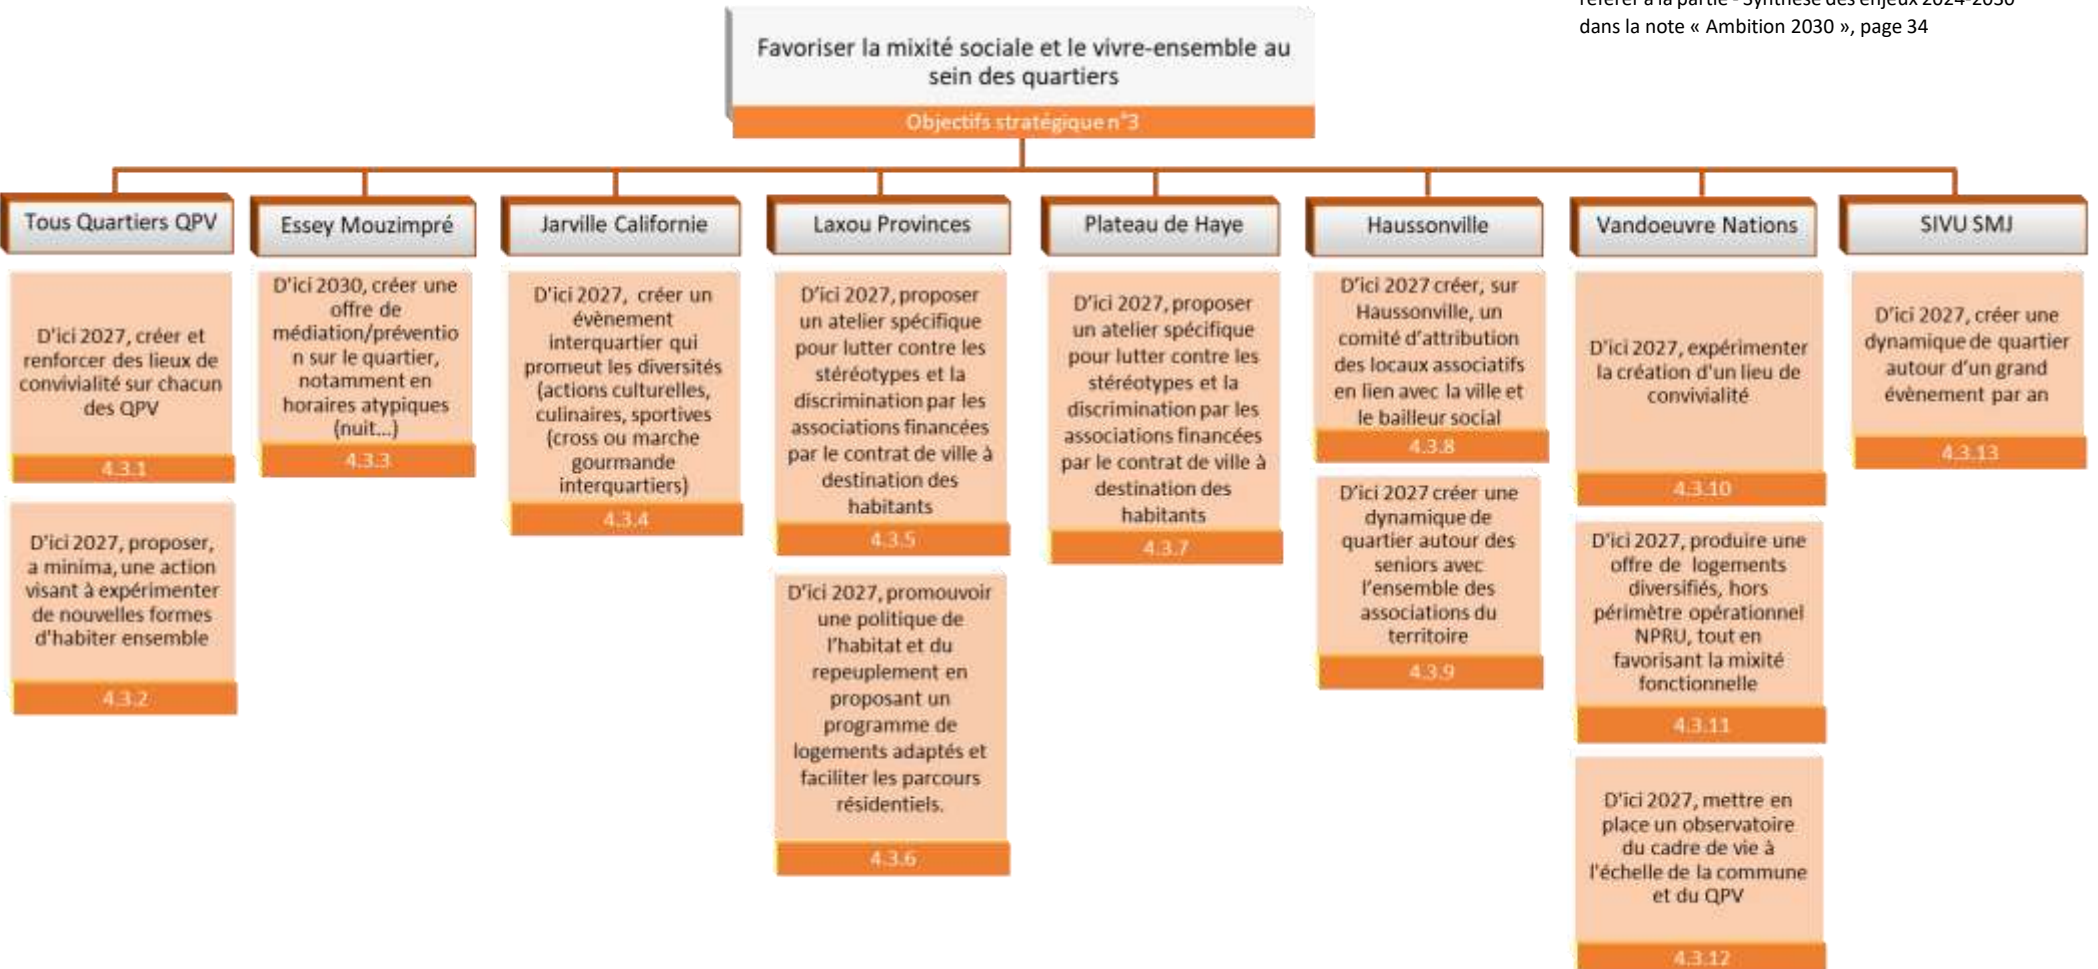 référer à la partie - Synthèse des enjeux 2024-2030
dans la note « Ambition 2030 », page 34
Favoriser la mixité sociale et le vivre-ensemble au
sein des quartiers
Objectifs stratégique n°3
Tous Quartiers QPV
D'ici 2027, créer et
renforcer des lieux de
convivialité sur chacun
des QPV
4.3.1
D'ici 2027, proposer,
a minima, une action
visant à expérimenter
de nouvelles formes
d'habiter ensemble
4.3.2
Essey Mouzimpré
D'ici 2030, créer une
offre de
médiation/préventio
n sur le quartier,
notamment en
horaires atypiques
(nuit...)
4.3.3
Jarville Californie
D'ici 2027, créer un
évènement
interquartier qui
promeut les diversités
(actions culturelles,
culinaires, sportives
(cross ou marche
gourmande
interquartiers)
4.3.4
Laxou Provinces
D'ici 2027, proposer
un atelier spécifique
pour lutter contre les
stéréotypes et la
discrimination par les
associations financées
par le contrat de ville à
destination des
habitants
4.3.5
D'ici 2027, promouvoir
une politique de
l'habitat et du
repeuplement en
proposant un
programme de
logements adaptés et
faciliter les parcours
résidentiels.
4.3.6
Plateau de Haye
D'ici 2027, proposer
un atelier spécifique
pour lutter contre les
stéréotypes et la
discrimination par les
associations financées
par le contrat de ville à
destination des
habitants
4.3.7
Haussonville
D'ici 2027 créer, sur
Haussonville, un
comité d'attribution
des locaux associatifs
en lien avec la ville et
le bailleur social
4.3.8
D'ici 2027 créer une
dynamique de
quartier autour des
seniors avec
l'ensemble des
associations du
territoire
4.3.9
Vandoeuvre Nations
D'ici 2027, expérimenter
la création d'un lieu de
convivialité
4.3.10
D'ici 2027, produire une
offre de logements
diversifiés, hors
périmètre opérationnel
NPRU, tout en
favorisant la mixité
fonctionnelle
4.3.11
D'ici 2027, mettre en
place un observatoire
du cadre de vie à
l'échelle de la commune
et du QPV
4.3.12
SIVU SMJ
D'ici 2027, créer une
dynamique de quartier
autour d'un grand
évènement par an
4.3.13